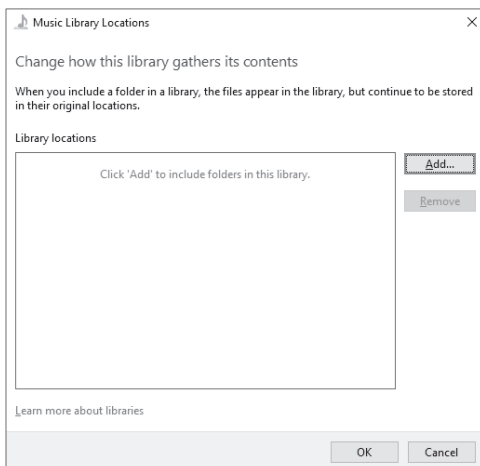 Music Library Locations
Change how this library gathers its contents
When you include a folder in a library, the files appear in the library, but continue to be stored
in their original locations.
Library locations
Click 'Add' to include folders in this library.
Add...
Remove
Learn more about libraries
OK
Cancel